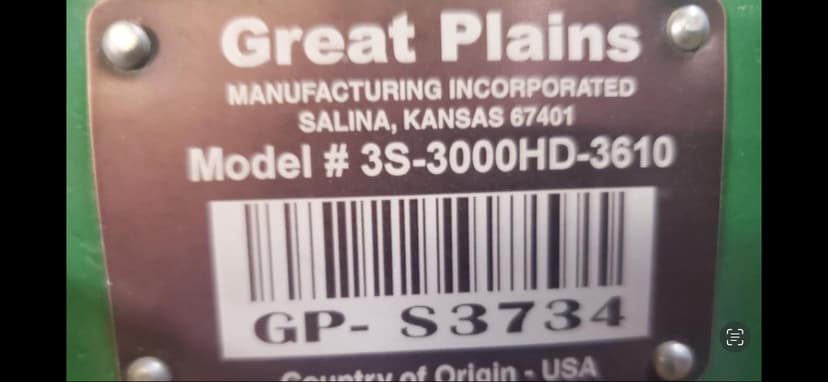 Great Plains
MANUFACTURING INCORPORATED
SALINA, KANSAS 67401
Model # 3S-3000HD-3610
GP- S3734
Country of Origin - USA